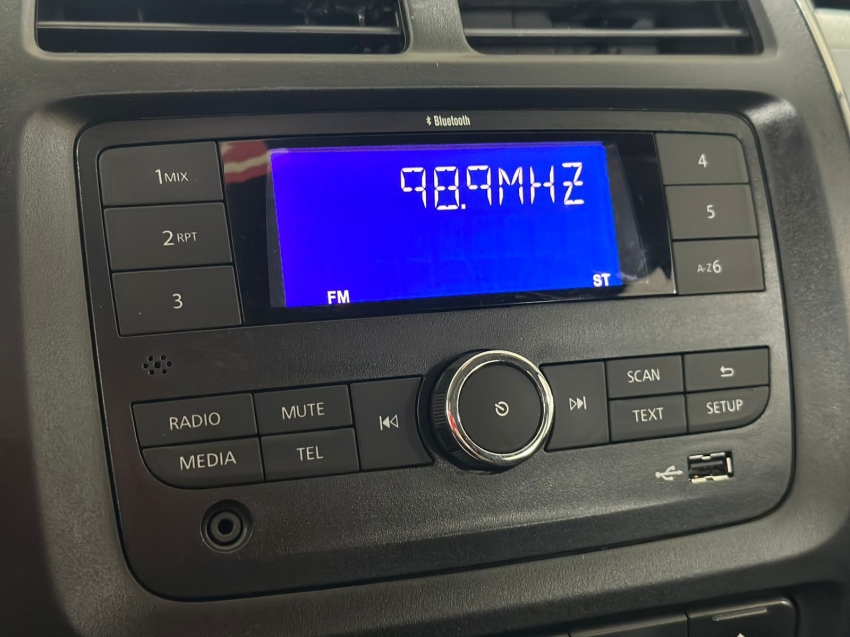 Bluetooth
1MIX
98.9MHZ
4
2RPT
5
3
A-Z6
FM
ST
RADIO
MUTE
SCAN
MEDIA
TEL
TEXT
SETUP